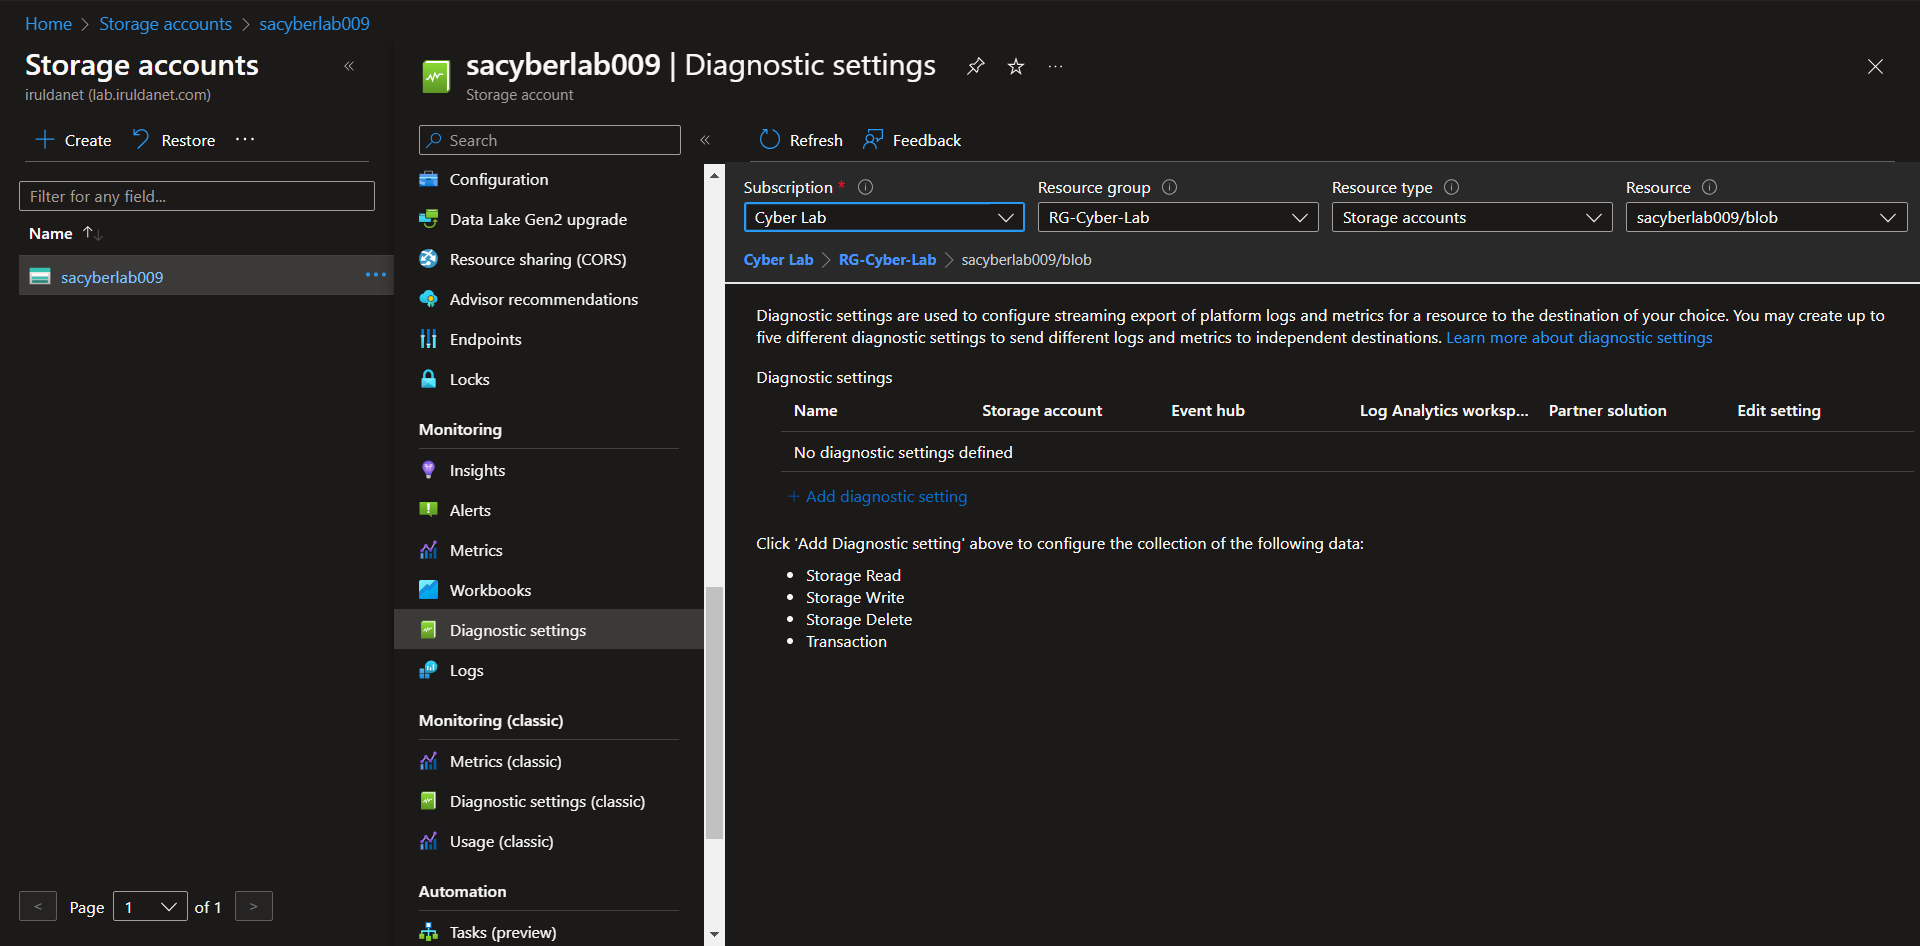 Home > Storage accounts > sacyberlab009
Storage accounts
iruldanet (lab.iruldanet.com)
Create
Restore
Filter for any field...
Name
sacyberlab009
Page 1 of 1
sacyberlab009 | Diagnostic settings
Storage account
Search
Configuration
Data Lake Gen2 upgrade
Resource sharing (CORS)
Advisor recommendations
Endpoints
Locks
Monitoring
Insights
Alerts
Metrics
Workbooks
Diagnostic settings
Logs
Monitoring (classic)
Metrics (classic)
Diagnostic settings (classic)
Usage (classic)
Automation
Tasks (preview)
Refresh
Feedback
Subscription *
Resource group
Resource type
Resource
Cyber Lab
RG-Cyber-Lab
Storage accounts
sacyberlab009/blob
Cyber Lab > RG-Cyber-Lab > sacyberlab009/blob
Diagnostic settings are used to configure streaming export of platform logs and metrics for a resource to the destination of your choice. You may create up to
five different diagnostic settings to send different logs and metrics to independent destinations. Learn more about diagnostic settings
Diagnostic settings
Name
Storage account
Event hub
Log Analytics worksp...
Partner solution
Edit setting
No diagnostic settings defined
+ Add diagnostic setting
Click 'Add Diagnostic setting' above to configure the collection of the following data:
• Storage Read
• Storage Write
• Storage Delete
• Transaction